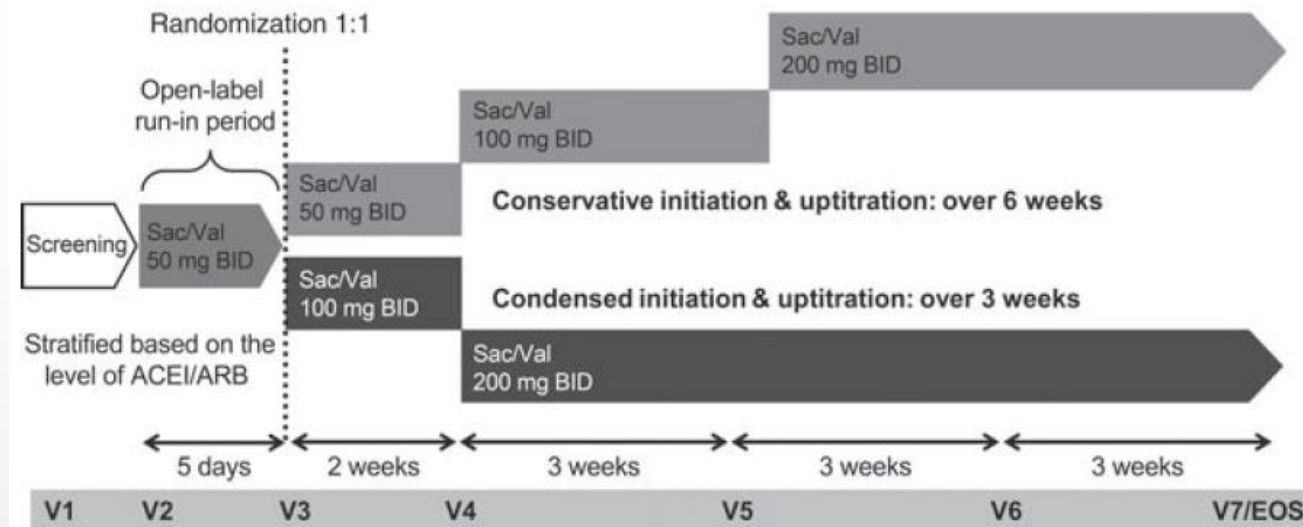 Randomization 1:1
Open-label
run-in period
Sac/Val
200 mg BID
Sac/Val
100 mg BID
Sac/Val
50 mg BID
Conservative initiation & uptitration: over 6 weeks
Screening
Sac/Val
50 mg BID
Sac/Val
100 mg BID
Condensed initiation & uptitration: over 3 weeks
Stratified based on the
level of ACEI/ARB
Sac/Val
200 mg BID
5 days
2 weeks
3 weeks
3 weeks
3 weeks
V1 V2 V3 V4 V5 V6 V7/EOS